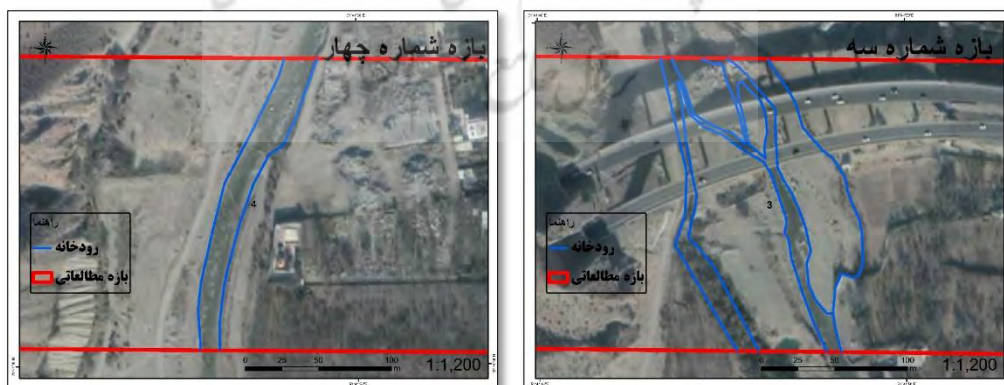 بازه شماره چهار
4
راهنما
رودخانه
بازه مطالعاتی
0 25 50 100
m
1:1,200
بازه شماره سه
3
راهنما
رودخانه
بازه مطالعاتی
0 25 50 100
m
1:1,200